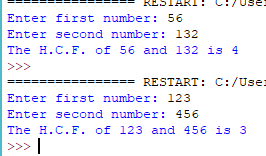 ================ RESTART: C:/User
Enter first number: 56
Enter second number: 132
The H.C.F. of 56 and 132 is 4
>>>
================ RESTART: C:/User
Enter first number: 123
Enter second number: 456
The H.C.F. of 123 and 456 is 3
>>>